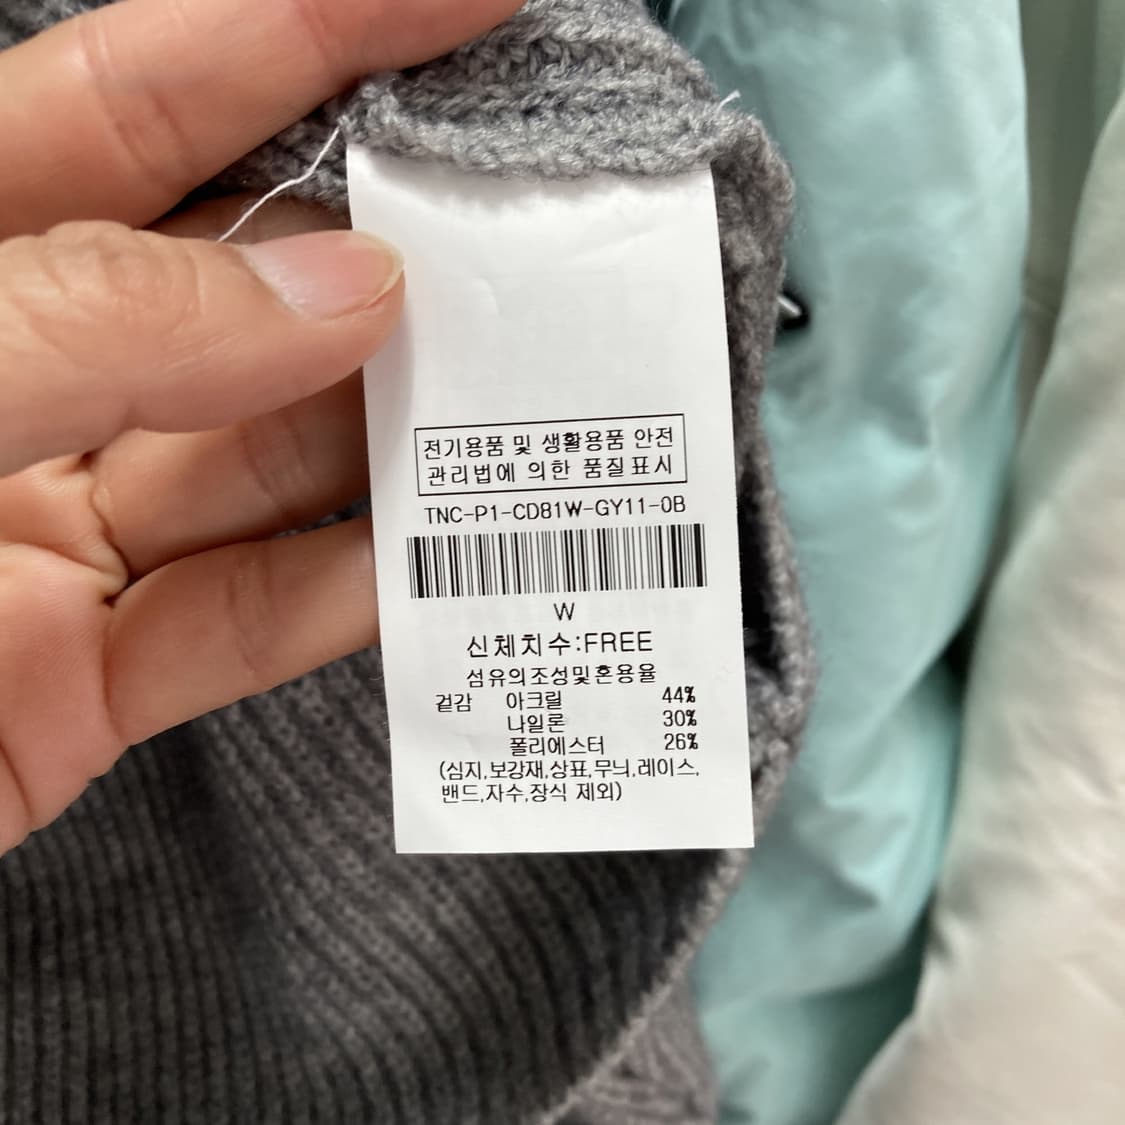 전기용품 및 생활용품 안전
관리법에 의한 품질표시
TNC-P1-CD81W-GY11-0B
W
신체치수:FREE
섬유의조성및혼용율
겉감 아크릴 44%
나일론 30%
폴리에스터 26%
(심지,보강재,상표,무늬,레이스,
밴드,자수,장식 제외)